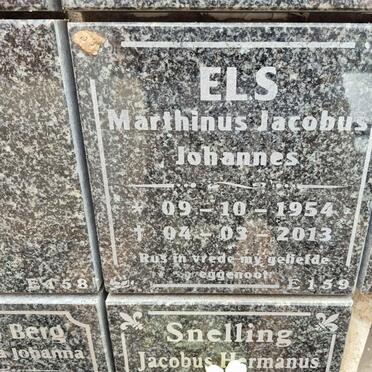 ELS
Marthinus Jacobus
Johannes
* 09 - 10 - 1954
† 04 - 03 - 2013
Rus in vrede my geliefde
eggenoot
E158
E159
Berg
Johanna
Snelling
Jacobus Hermanus